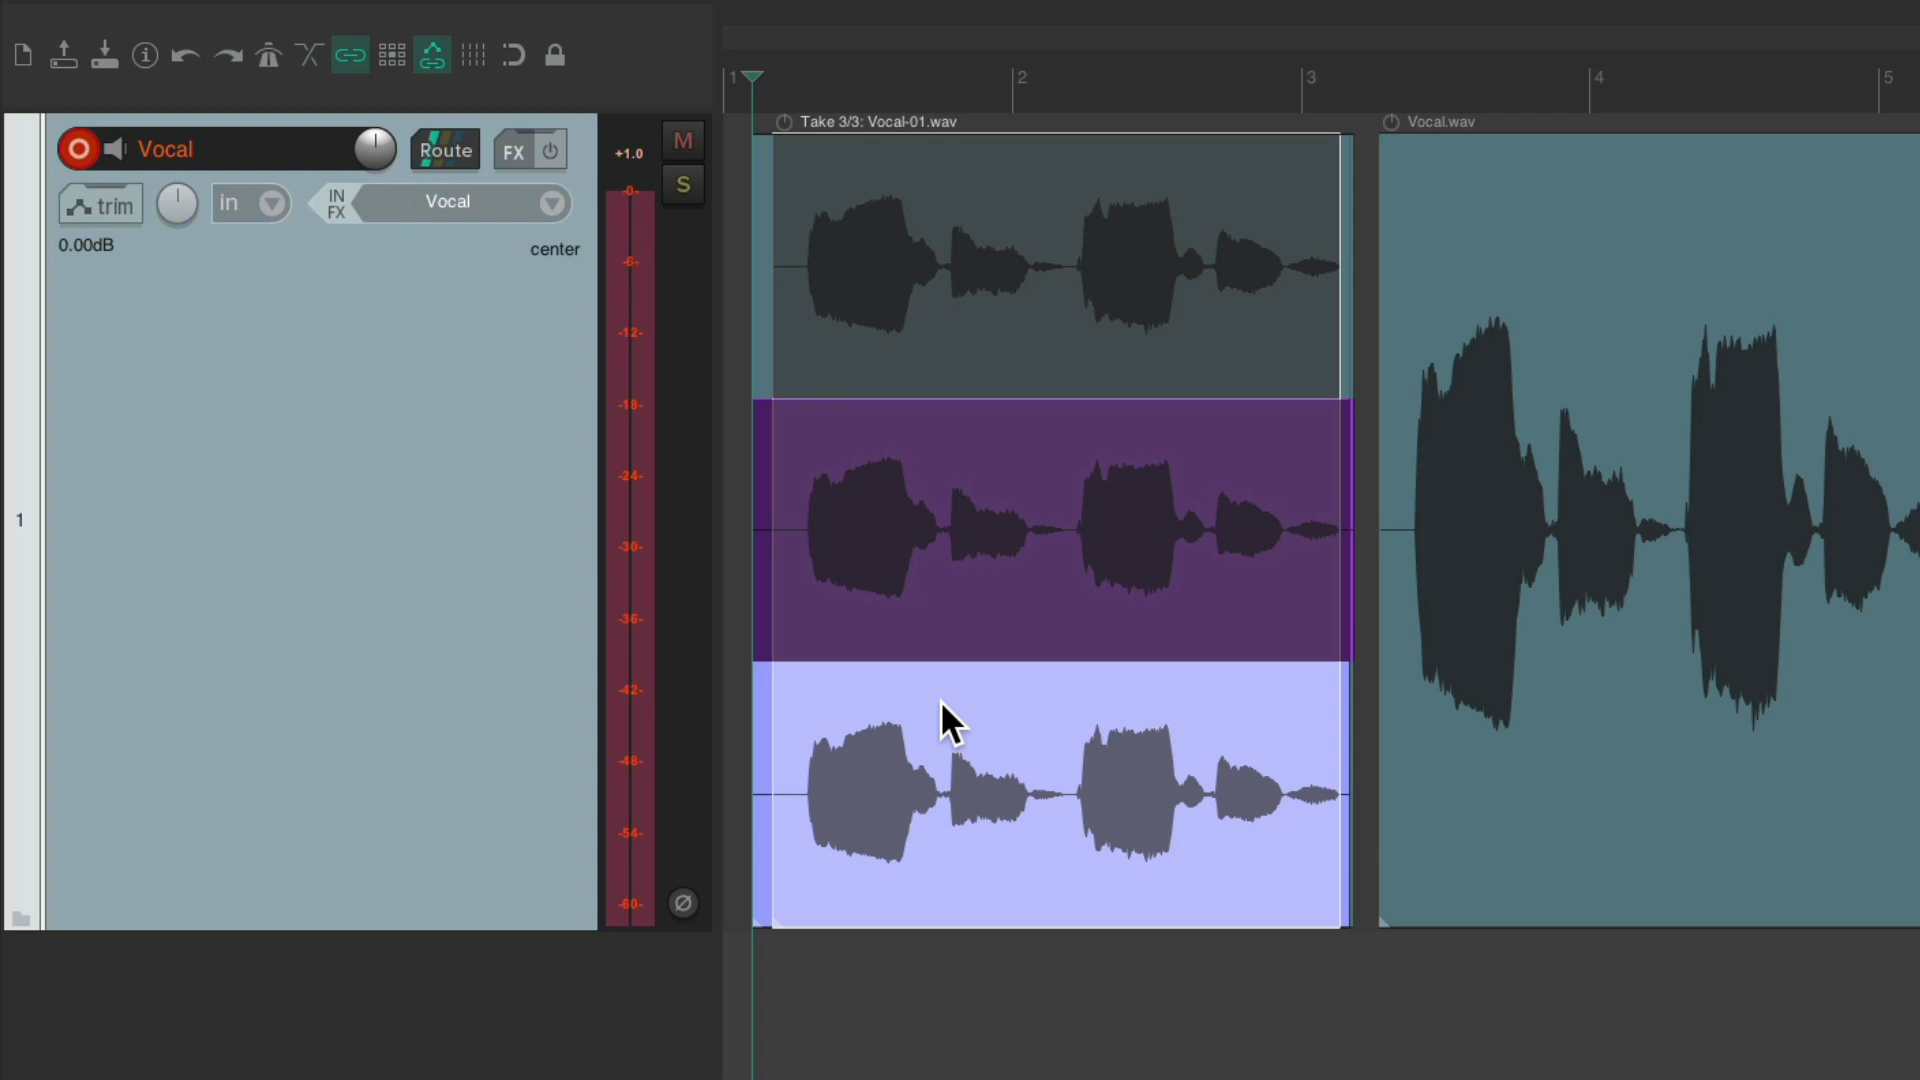 1 2 3 4 5
Take 3/3: Vocal-01.wav
Vocal.wav
Vocal
Route
FX
+1.0
M
S
trim
in
IN
FX
Vocal
0.00dB
center
-0-
-6-
-12-
-18-
-24-
-30-
-36-
-42-
-48-
-54-
-60-
1